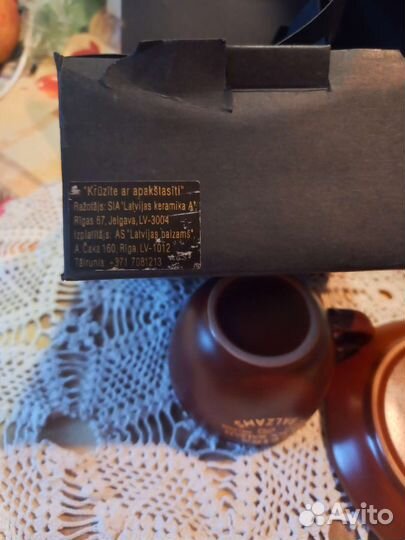 "Krūzīte ar apakštasīti"
Ražotājs: SIA "Latvijas keramika A"
Rīgas 67, Jelgava, LV-3004
Izplatītājs: AS "Latvijas balzams",
A. Čaka 160, Rīga, LV-1012
Tālrunis: +371 7081213
BALZAMS
Avito